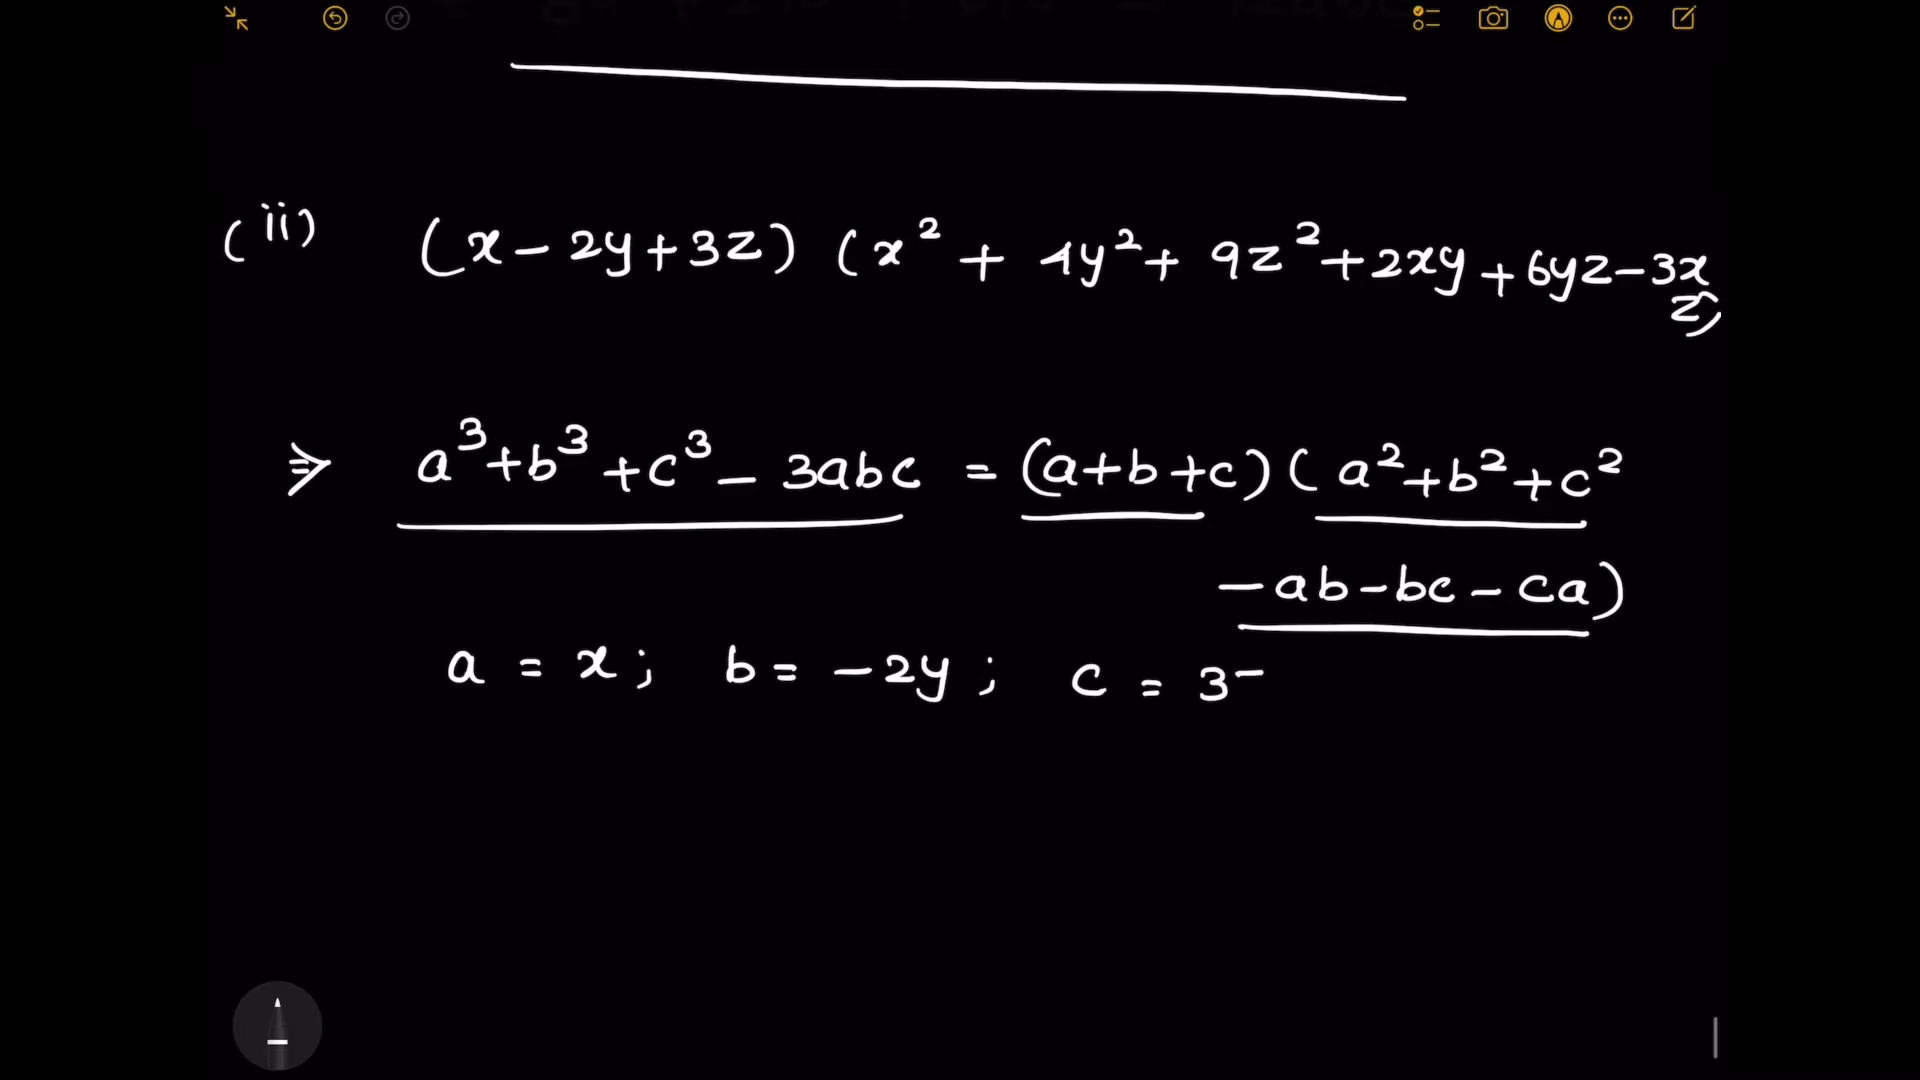 (ii) (x - 2y + 3z) (x² + 4y² + 9z² + 2xy + 6yz - 3x
z)
⇒ a³ + b³ + c³ - 3abc = (a+b+c) (a² + b² + c²
- ab - bc - ca)
a = x ; b = -2y ; c = 3